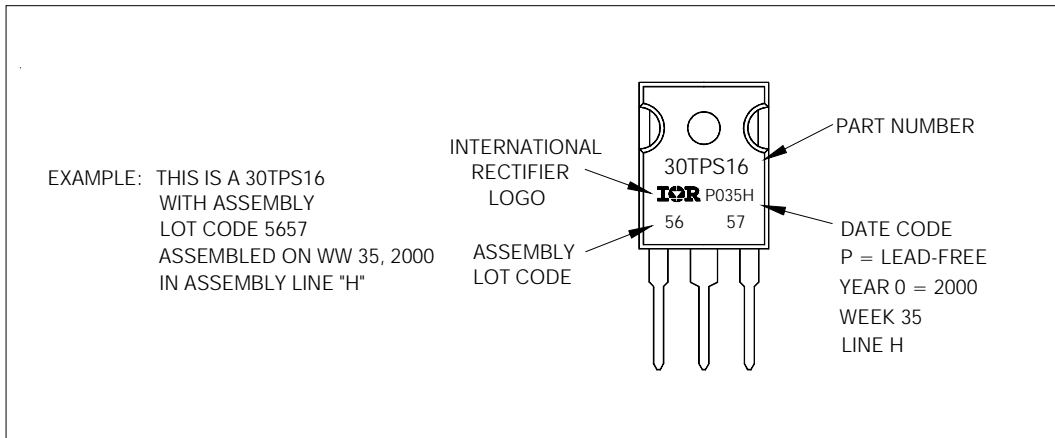 EXAMPLE: THIS IS A 30TPS16
WITH ASSEMBLY
LOT CODE 5657
ASSEMBLED ON WW 35, 2000
IN ASSEMBLY LINE "H"
INTERNATIONAL
RECTIFIER
LOGO
ASSEMBLY
LOT CODE
30TPS16
IOR P035H
56 57
PART NUMBER
DATE CODE
P = LEAD-FREE
YEAR 0 = 2000
WEEK 35
LINE H